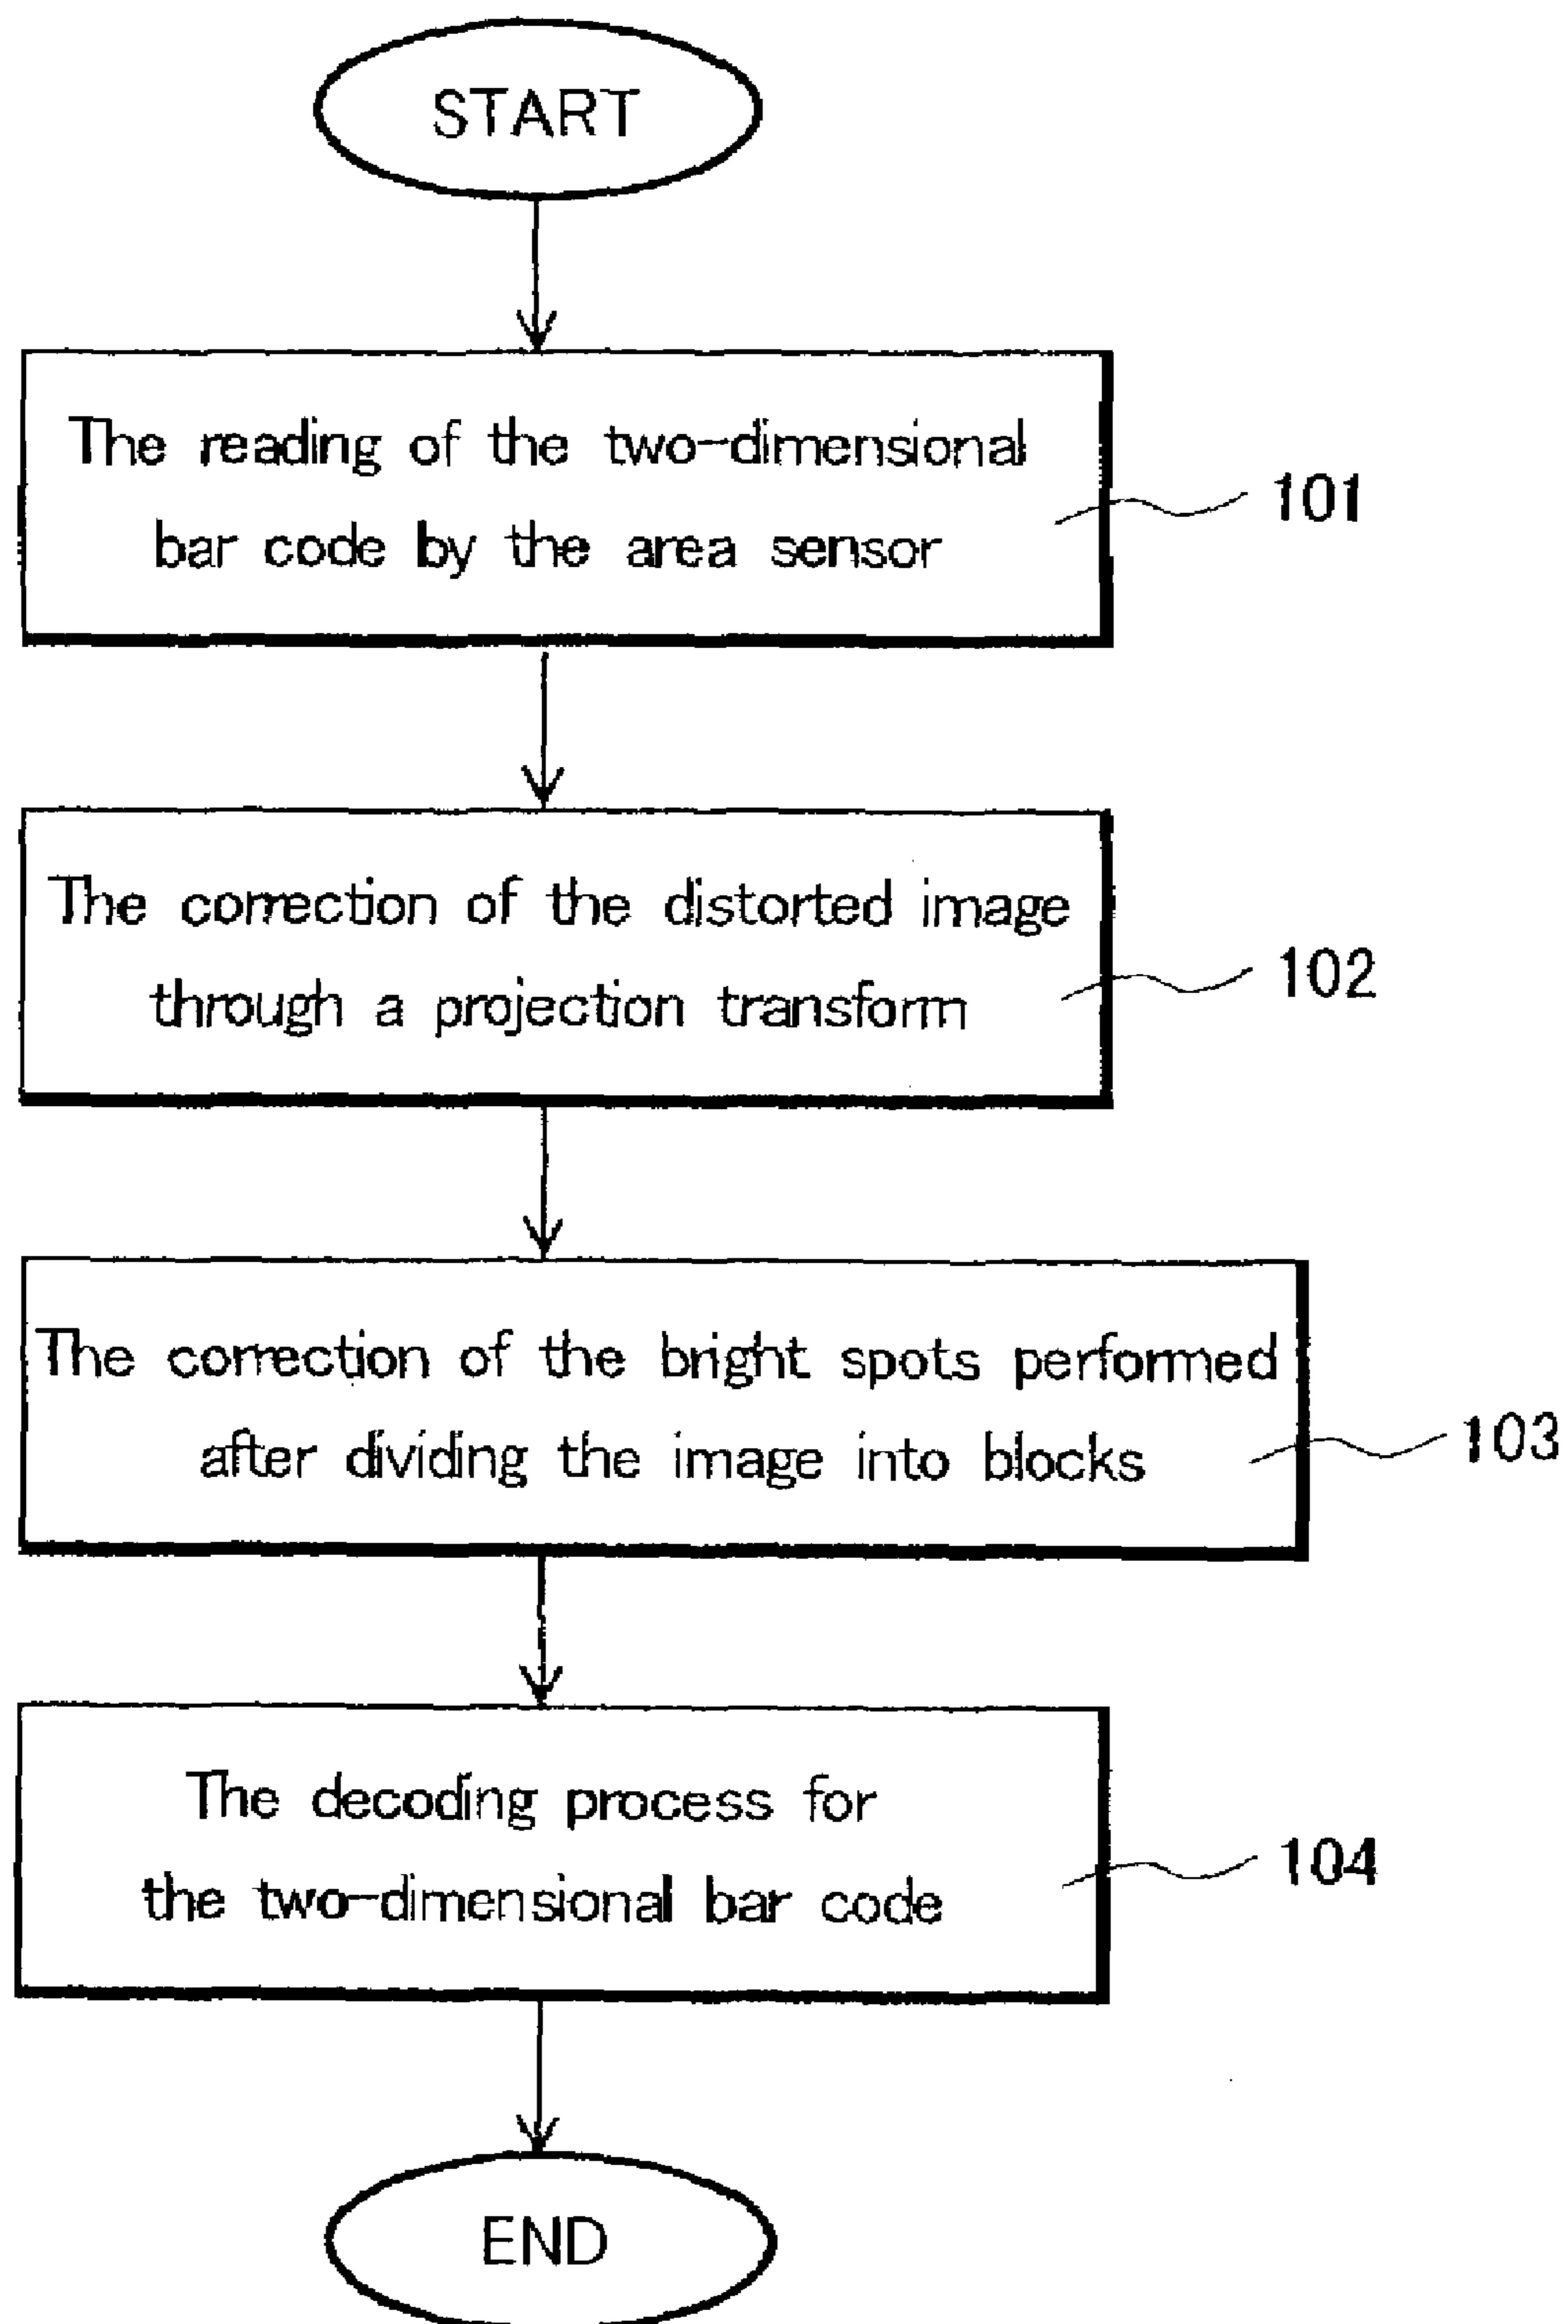 START
The reading of the two-dimensional
bar code by the area sensor
101
The correction of the distorted image
through a projection transform
102
The correction of the bright spots performed
after dividing the image into blocks
103
The decoding process for
the two-dimensional bar code
104
END